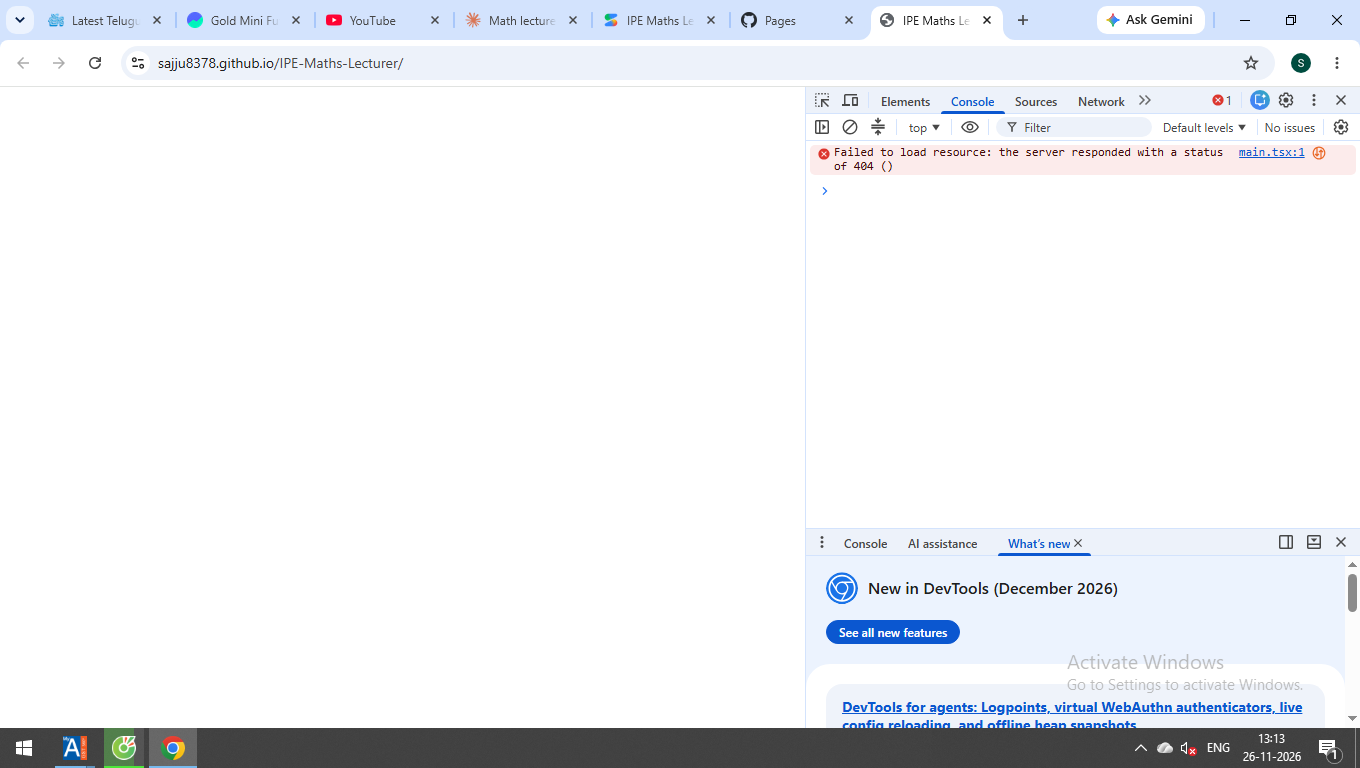 Latest Telugu
Gold Mini Fu
YouTube
Math lecture
IPE Maths Le
Pages
IPE Maths Le
Ask Gemini
sajju8378.github.io/IPE-Maths-Lecturer/
S
Elements
Console
Sources
Network
1
top
Filter
Default levels
No issues
Failed to load resource: the server responded with a status
main.tsx:1
of 404 ()
Console
AI assistance
What's new
New in DevTools (December 2026)
See all new features
Activate Windows
Go to Settings to activate Windows.
DevTools for agents: Logpoints, virtual WebAuthn authenticators, live
config reloading, and offline heap snapshots
ENG
13:13
26-11-2026
1